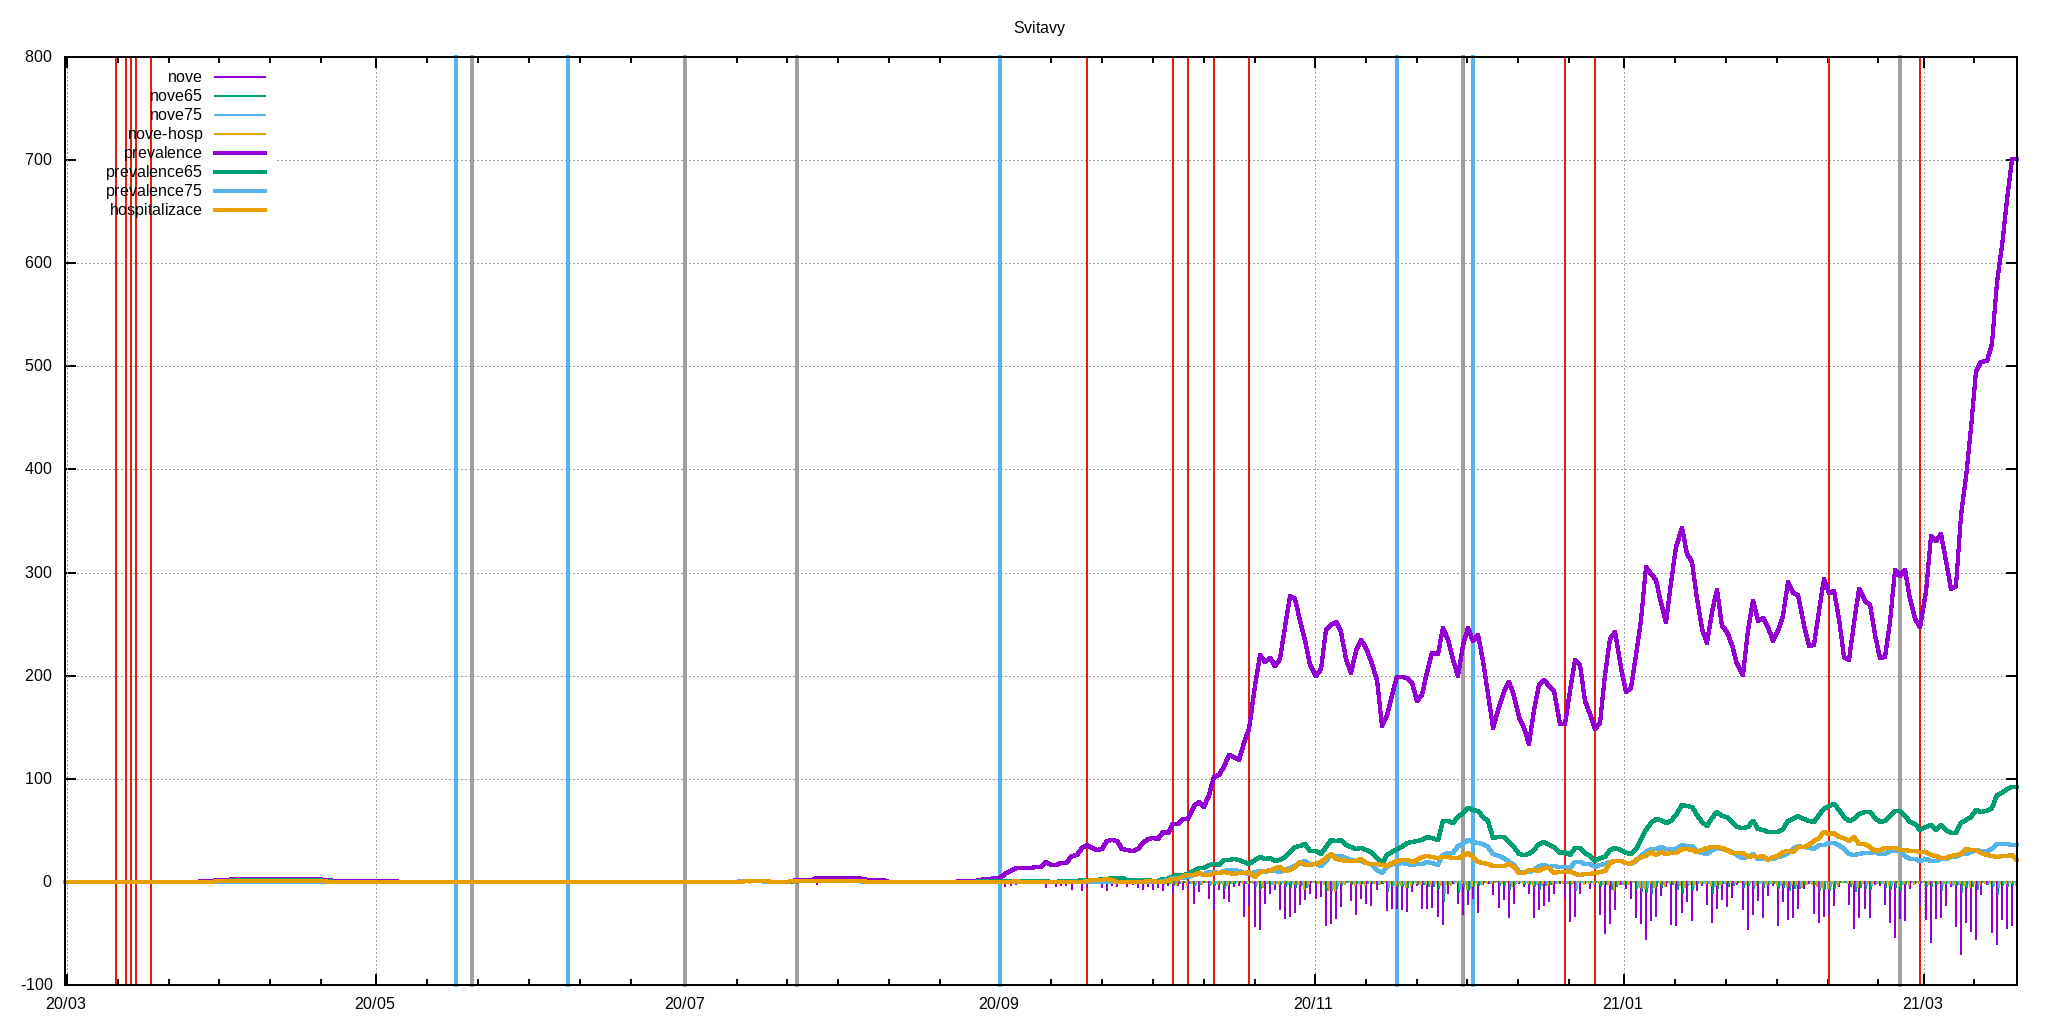 Svitavy
800
700
600
500
400
300
200
100
0
-100
nove
nove65
nove75
nove-hosp
prevalence
prevalence65
prevalence75
hospitalizace
20/03 20/05 20/07 20/09 20/11 21/01 21/03